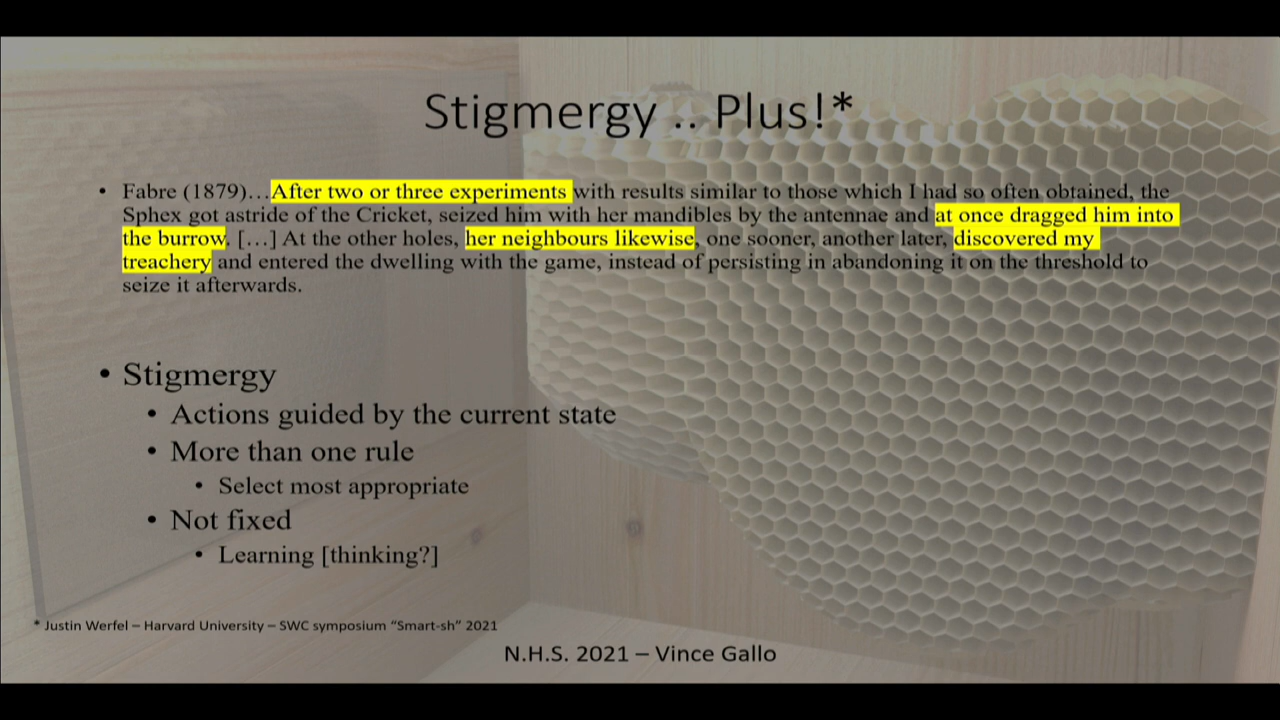 Stigmergy .. Plus!*
• Fabre (1879)…After two or three experiments with results similar to those which I had so often obtained, the
Sphex got astride of the Cricket, seized him with her mandibles by the antennae and at once dragged him into
the burrow. […] At the other holes, her neighbours likewise, one sooner, another later, discovered my
treachery and entered the dwelling with the game, instead of persisting in abandoning it on the threshold to
seize it afterwards.
• Stigmergy
• Actions guided by the current state
• More than one rule
• Select most appropriate
• Not fixed
• Learning [thinking?]
* Justin Werfel – Harvard University – SWC symposium “Smart-sh” 2021
N.H.S. 2021 – Vince Gallo